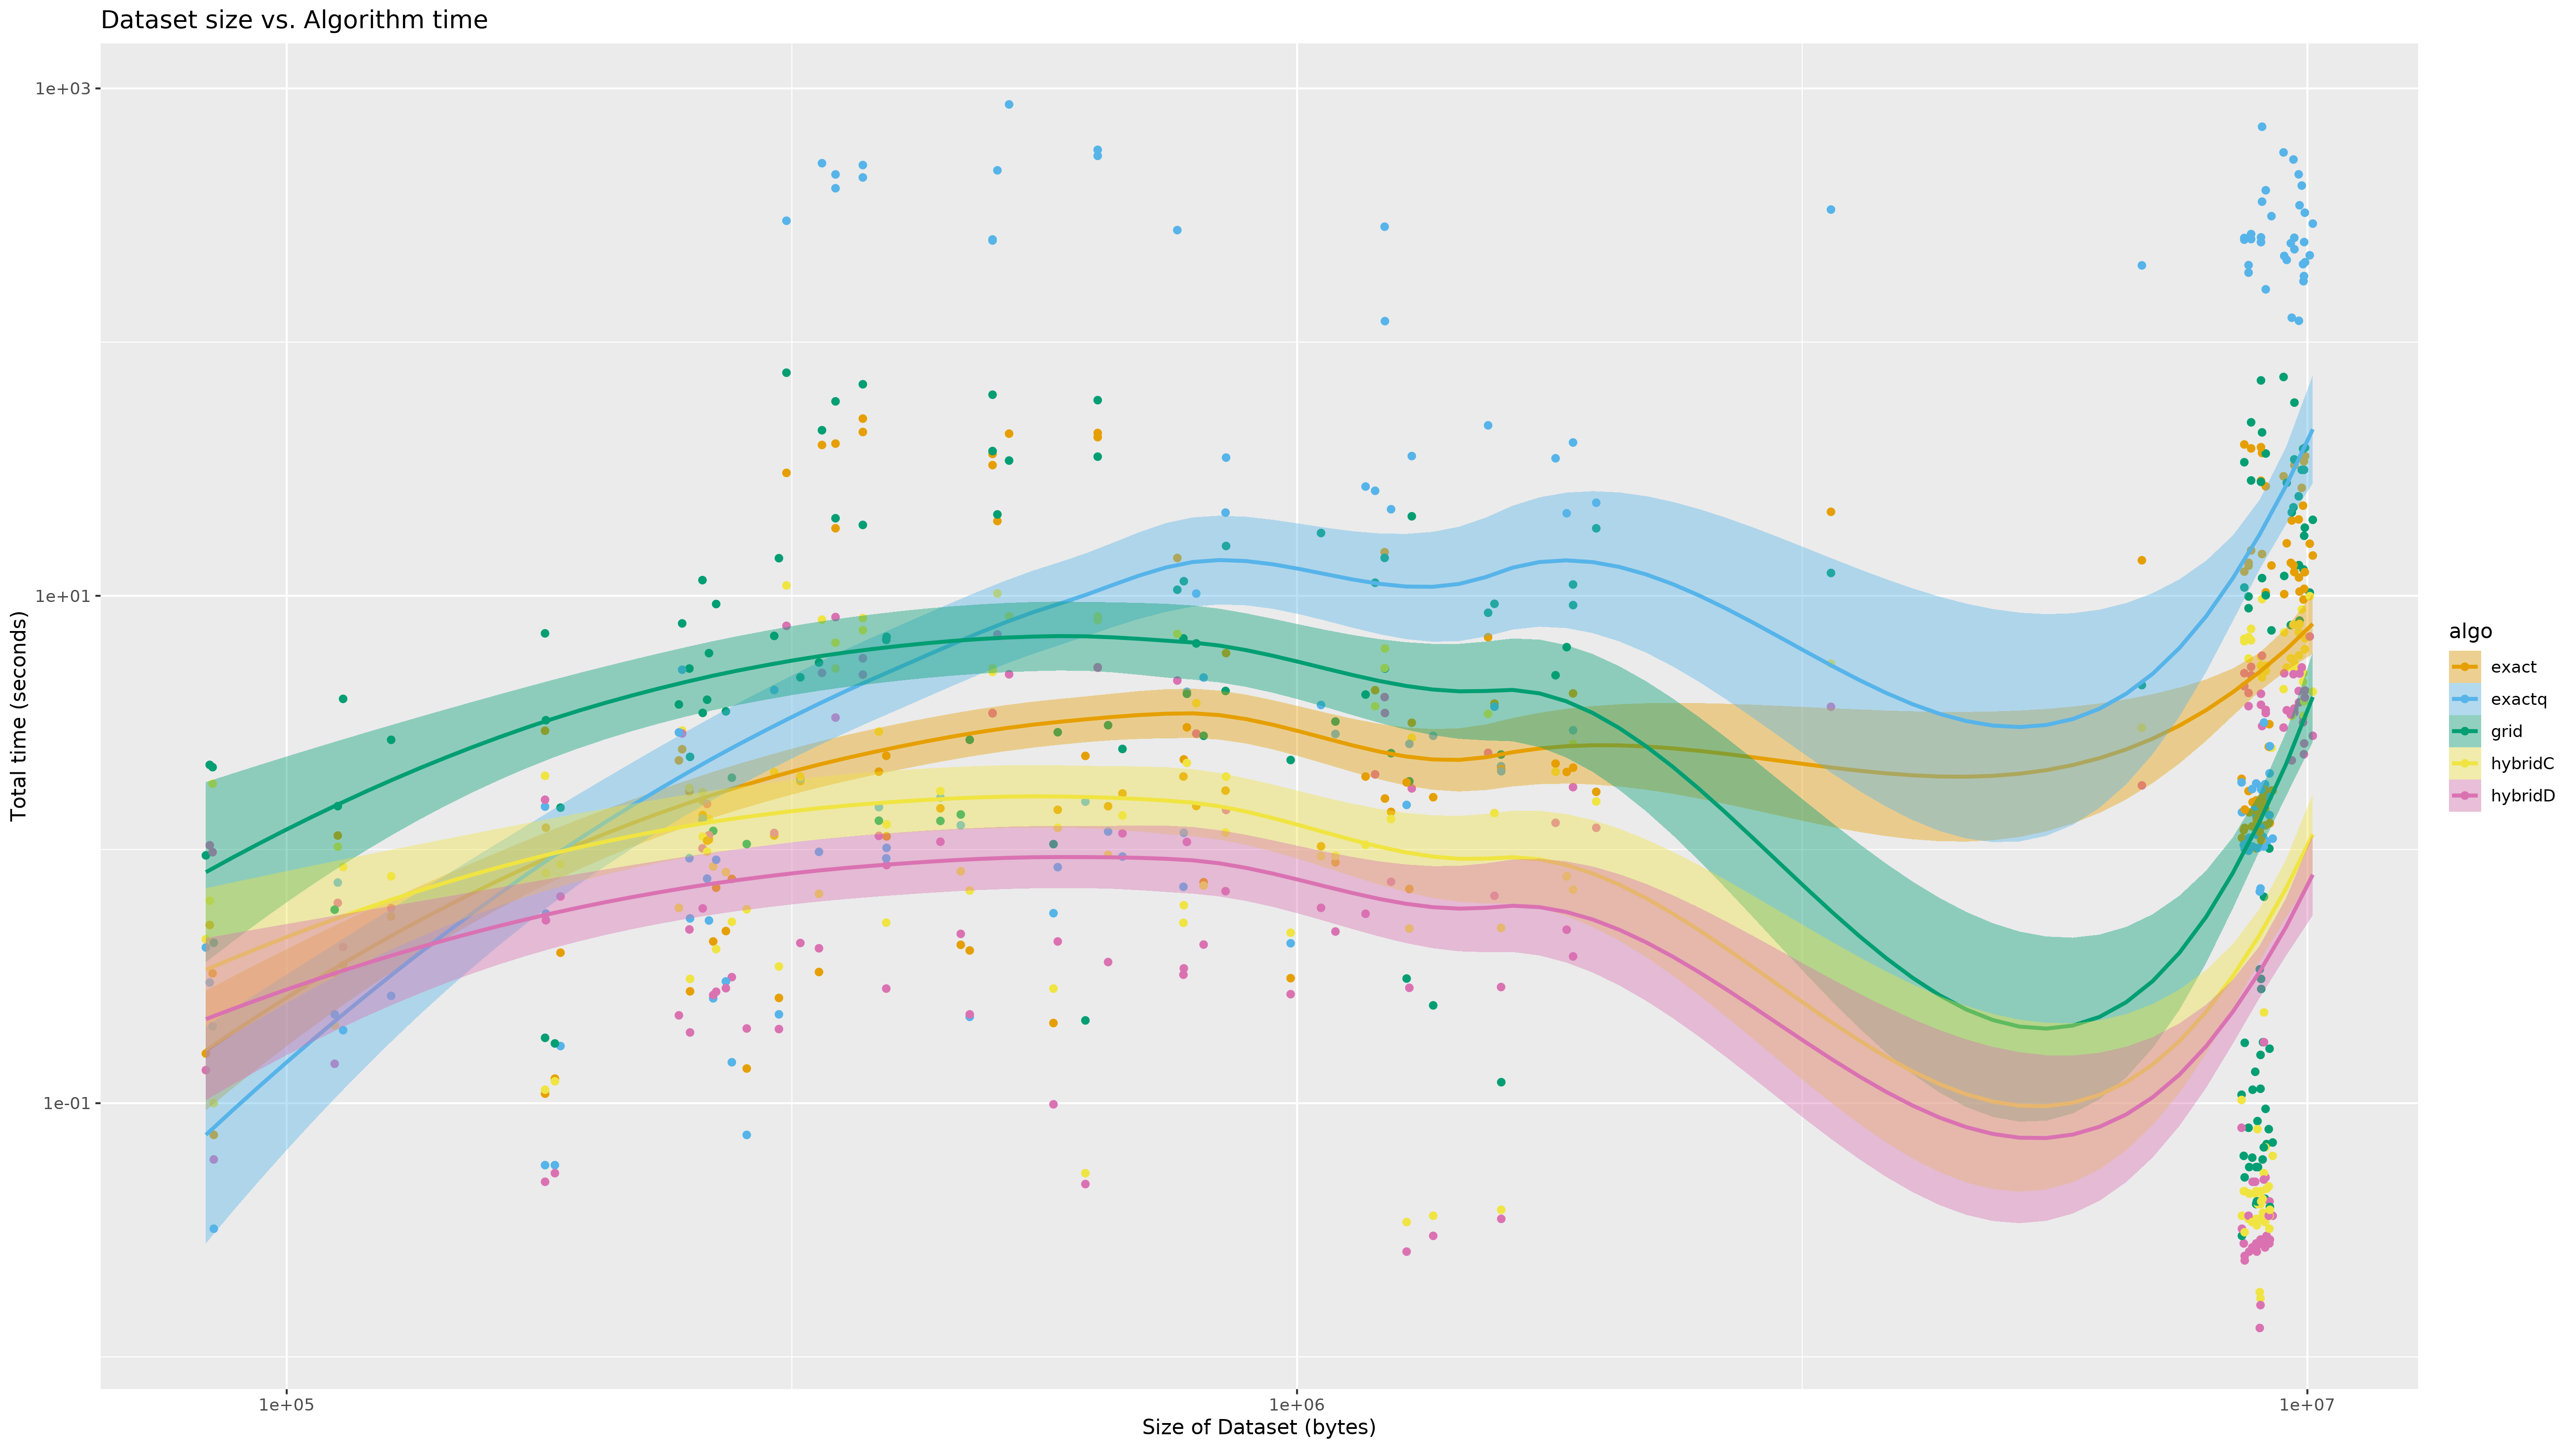 Dataset size vs. Algorithm time
1e+03
1e+01
1e-01
Total time (seconds)
1e+05
1e+06
1e+07
Size of Dataset (bytes)
algo
exact
exactq
grid
hybridC
hybridD